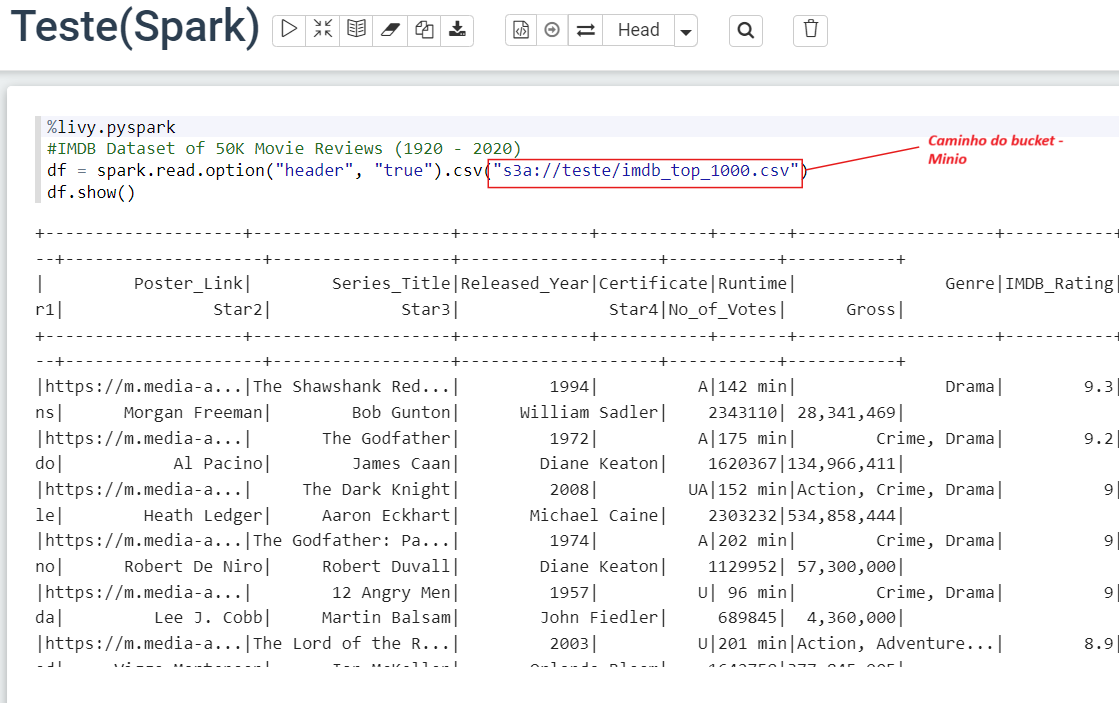 Teste(Spark)
Head
%livy.pyspark
#IMDB Dataset of 50K Movie Reviews (1920 - 2020)
df = spark.read.option("header", "true").csv("s3a://teste/imdb_top_1000.csv")
df.show()
Caminho do bucket -
Minio
+--------------------+--------------------+-------------+-----------+-------+--------------------+-----------+
--+--------------------+------------------+--------------------+-----------+-----------+
|         Poster_Link|        Series_Title|Released_Year|Certificate|Runtime|               Genre|IMDB_Rating|
r1|               Star2|             Star3|               Star4|No_of_Votes|      Gross|
+--------------------+--------------------+-------------+-----------+-------+--------------------+-----------+
--+--------------------+------------------+--------------------+-----------+-----------+
|https://m.media-a...|The Shawshank Red...|         1994|          A|142 min|               Drama|        9.3|
ns|      Morgan Freeman|        Bob Gunton|      William Sadler|    2343110| 28,341,469|
|https://m.media-a...|       The Godfather|         1972|          A|175 min|        Crime, Drama|        9.2|
do|           Al Pacino|        James Caan|        Diane Keaton|    1620367|134,966,411|
|https://m.media-a...|     The Dark Knight|         2008|         UA|152 min|Action, Crime, Drama|          9|
le|        Heath Ledger|     Aaron Eckhart|       Michael Caine|    2303232|534,858,444|
|https://m.media-a...|The Godfather: Pa...|         1974|          A|202 min|        Crime, Drama|          9|
no|      Robert De Niro|     Robert Duvall|        Diane Keaton|    1129952| 57,300,000|
|https://m.media-a...|        12 Angry Men|         1957|          U| 96 min|        Crime, Drama|          9|
da|         Lee J. Cobb|     Martin Balsam|        John Fiedler|     689845|  4,360,000|
|https://m.media-a...|The Lord of the R...|         2003|          U|201 min|Action, Adventure...|        8.9|